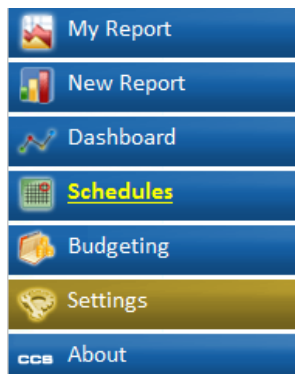 My Report
New Report
Dashboard
Schedules
Budgeting
Settings
ccs About